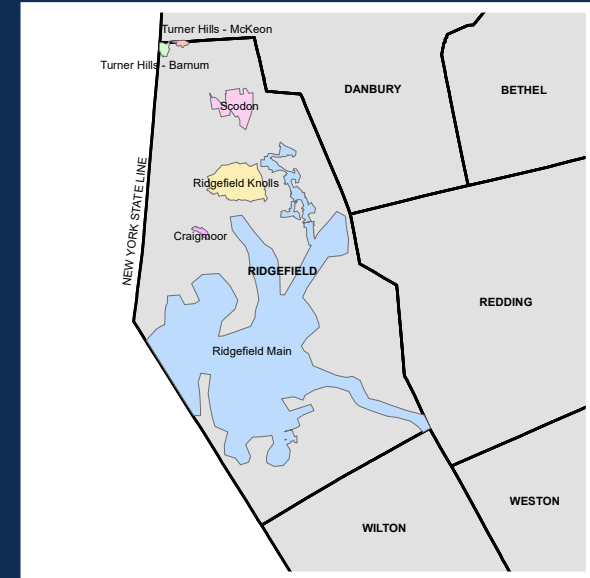 Turner Hills - McKeon
Turner Hills - Barnum
DANBURY
BETHEL
Scodon
Ridgefield Knolls
NEW YORK STATE LINE
Craigmoor
RIDGEFIELD
REDDING
Ridgefield Main
WESTON
WILTON